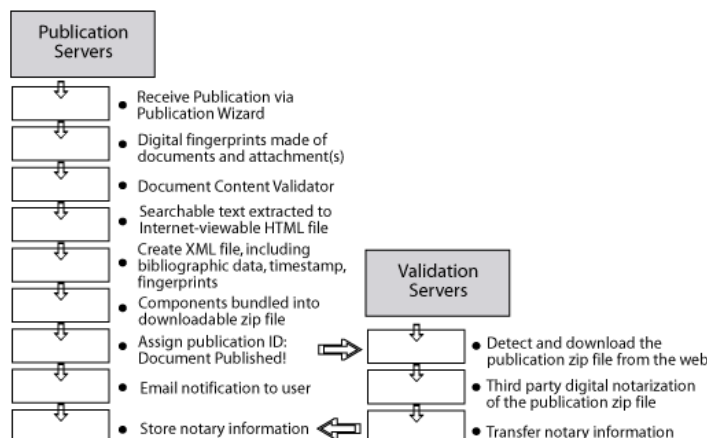 Publication
Servers
Receive Publication via
Publication Wizard
Digital fingerprints made of
documents and attachment(s)
Document Content Validator
Searchable text extracted to
Internet-viewable HTML file
Create XML file, including
bibliographic data, timestamp,
fingerprints
Components bundled into
downloadable zip file
Assign publication ID:
Document Published!
Email notification to user
Store notary information
Validation
Servers
Detect and download the
publication zip file from the web
Third party digital notarization
of the publication zip file
Transfer notary information